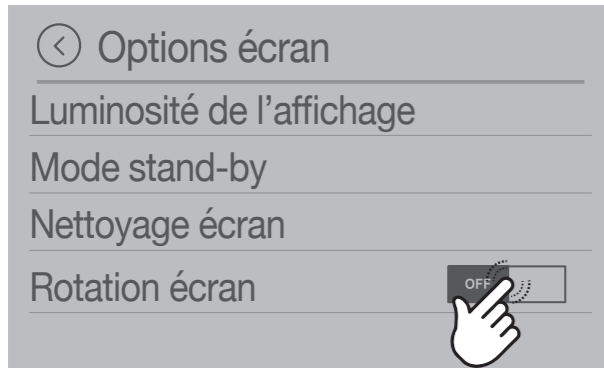 Options écran
Luminosité de l’affichage
Mode stand-by
Nettoyage écran
Rotation écran
OFF